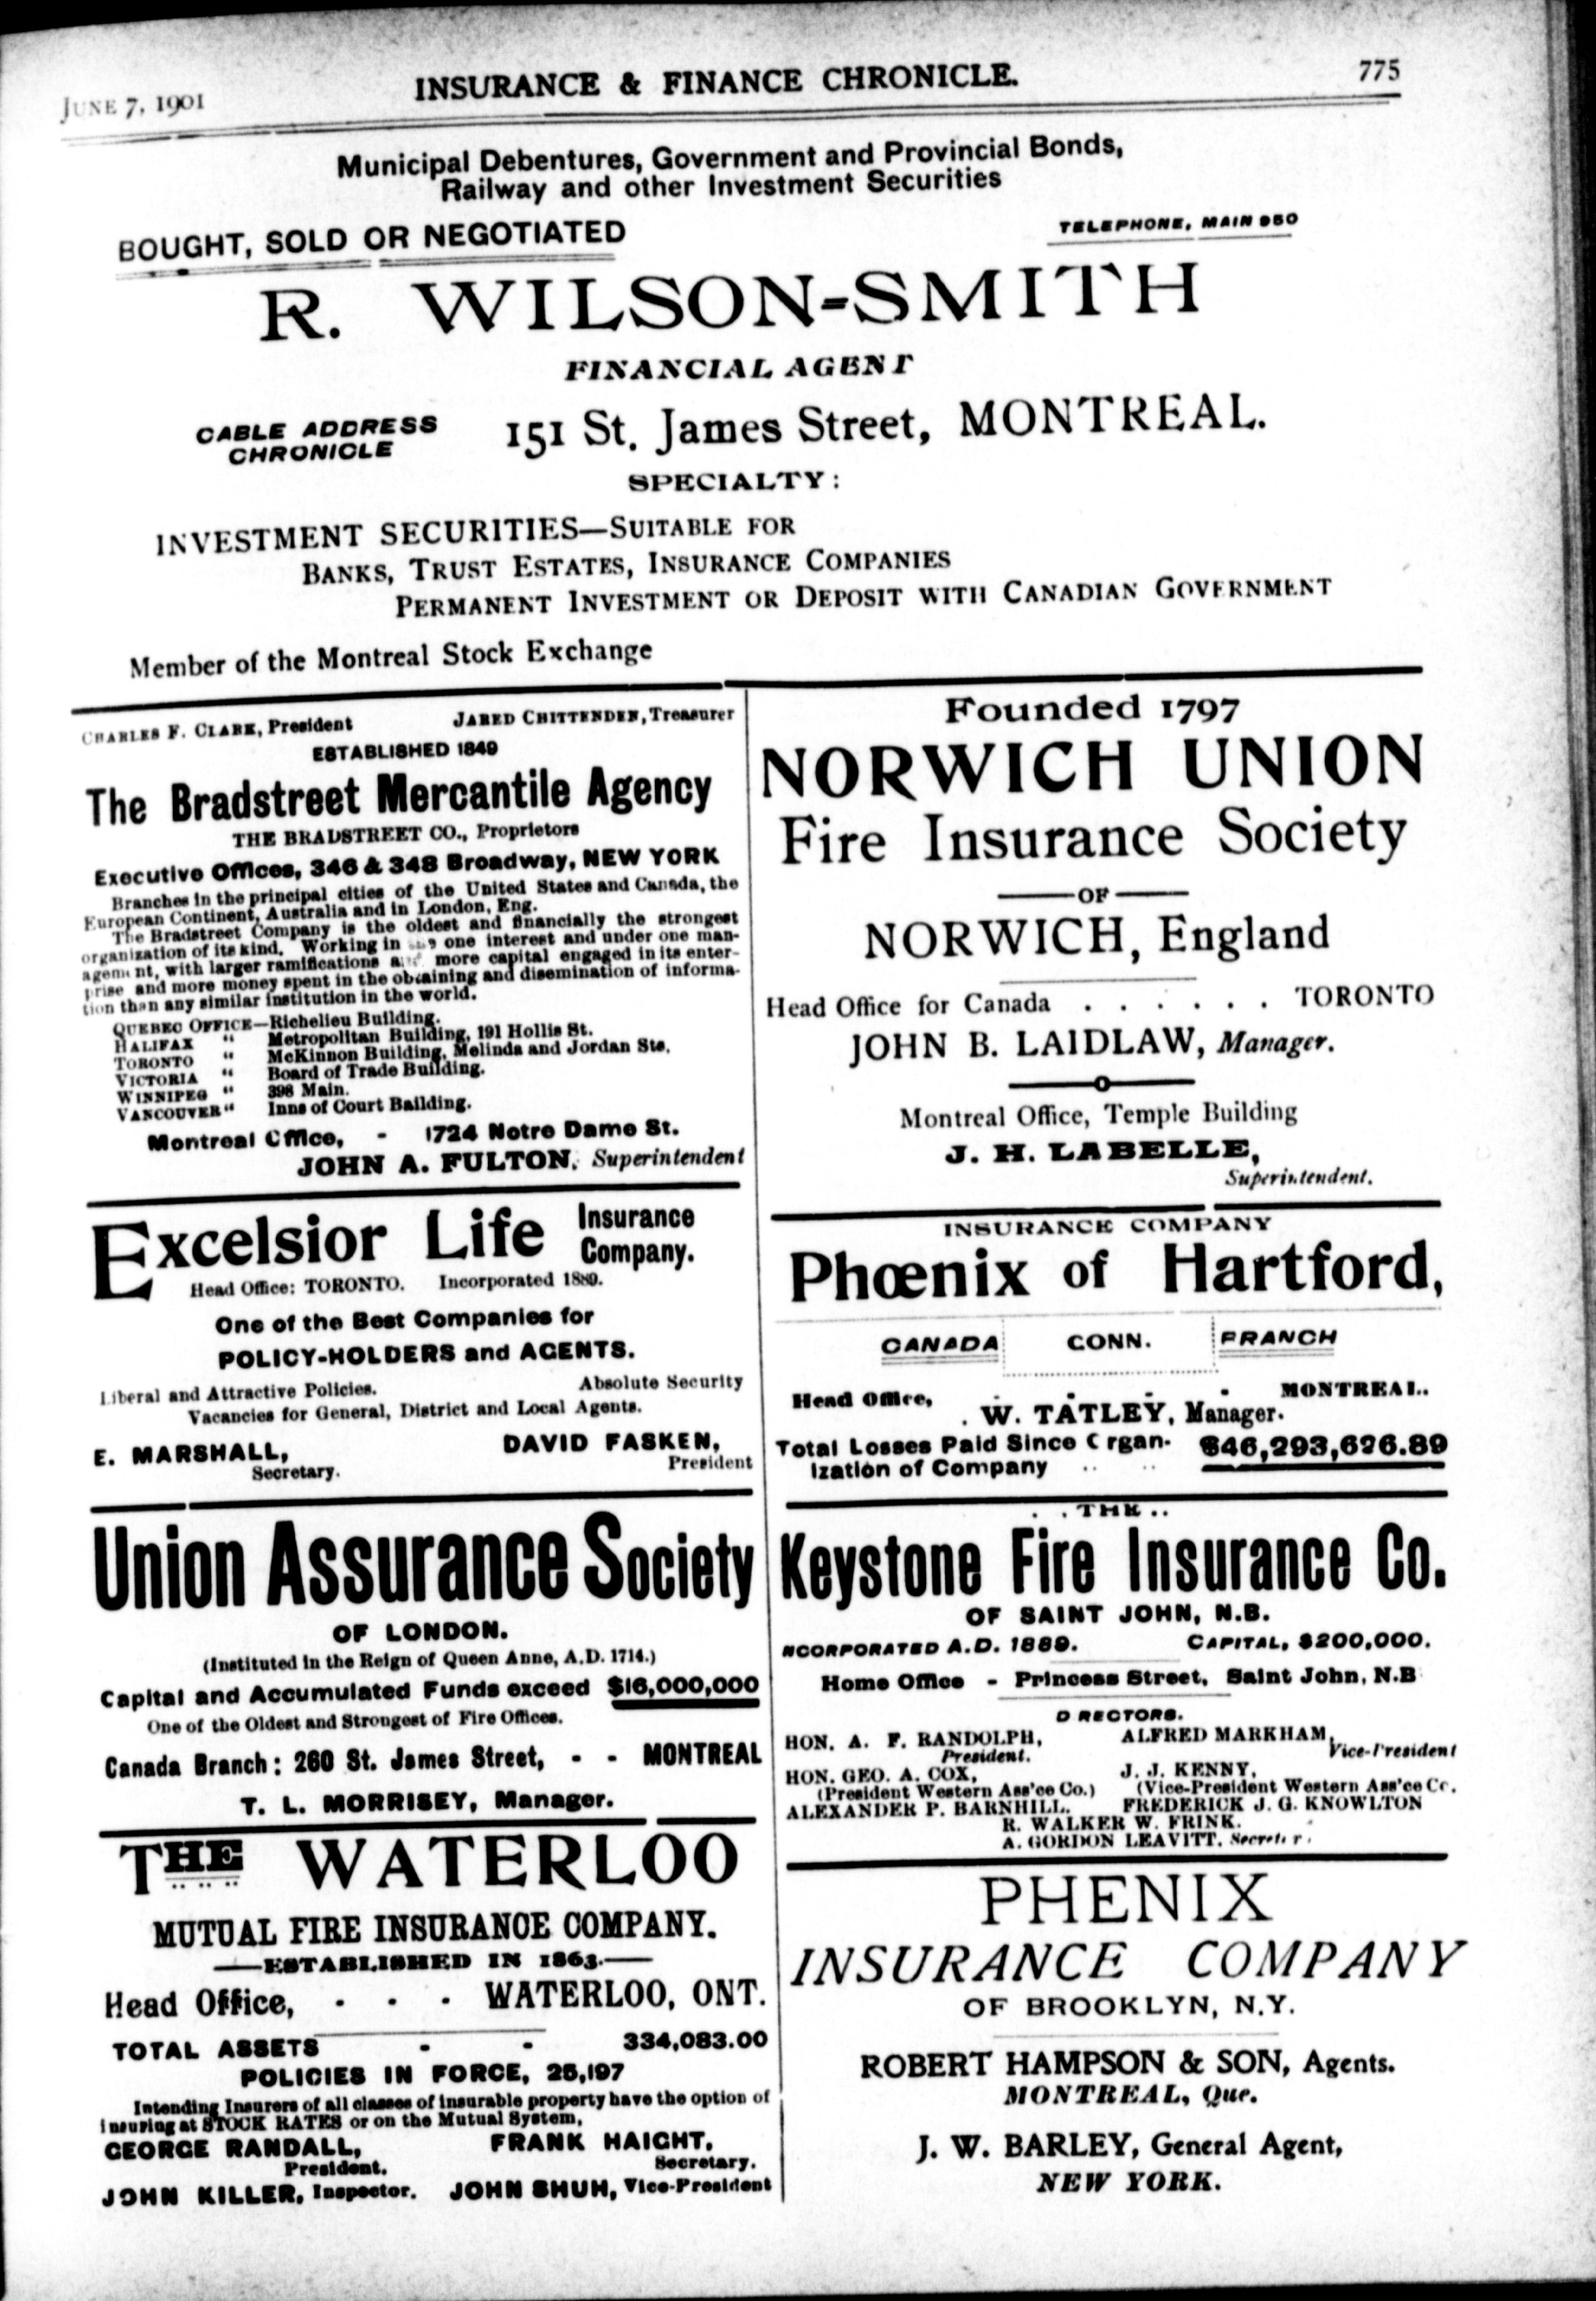 JUNE 7, 1901
INSURANCE & FINANCE CHRONICLE.
775
Municipal Debentures, Government and Provincial Bonds,
Railway and other Investment Securities
BOUGHT, SOLD OR NEGOTIATED
TELEPHONE, MAIN 950
R. WILSON-SMITH
FINANCIAL AGENT
CABLE ADDRESS
CHRONICLE
151 St. James Street, MONTREAL.
SPECIALTY:
INVESTMENT SECURITIES—SUITABLE FOR
BANKS, TRUST ESTATES, INSURANCE COMPANIES
PERMANENT INVESTMENT OR DEPOSIT WITH CANADIAN GOVERNMENT
Member of the Montreal Stock Exchange
CHARLES F. CLARK, President JARED CHITTENDEN, Treasurer
ESTABLISHED 1849
The Bradstreet Mercantile Agency
THE BRADSTREET CO., Proprietors
Executive Offices, 346 & 348 Broadway, NEW YORK
Branches in the principal cities of the United States and Canada, the
European Continent, Australia and in London, Eng.
The Bradstreet Company is the oldest and financially the strongest
organization of its kind. Working in one interest and under one man-
agement, with larger ramifications and more capital engaged in its enter-
prise and more money spent in the obtaining and disemination of informa-
tion than any similar institution in the world.
QUEBEC OFFICE—Richelieu Building.
HALIFAX " Metropolitan Building, 191 Hollis St.
TORONTO " McKinnon Building, Melinda and Jordan Sts.
VICTORIA " Board of Trade Building.
WINNIPEG " 398 Main.
VANCOUVER " Inns of Court Building.
Montreal Office, - 1724 Notre Dame St.
JOHN A. FULTON, Superintendent
Founded 1797
NORWICH UNION
Fire Insurance Society
OF
NORWICH, England
Head Office for Canada . . . . . . TORONTO
JOHN B. LAIDLAW, Manager.
Montreal Office, Temple Building
J. H. LABELLE,
Superintendent.
Excelsior Life Insurance
Company.
Head Office: TORONTO. Incorporated 1889.
One of the Best Companies for
POLICY-HOLDERS and AGENTS.
Liberal and Attractive Policies. Absolute Security
Vacancies for General, District and Local Agents.
E. MARSHALL, DAVID FASKEN,
Secretary. President
INSURANCE COMPANY
Phœnix of Hartford,
CANADA CONN. BRANCH
Head Office, - - - - MONTREAL.
W. TATLEY, Manager.
Total Losses Paid Since Organ- $46,293,626.89
ization of Company
Union Assurance Society
OF LONDON.
(Instituted in the Reign of Queen Anne, A.D. 1714.)
Capital and Accumulated Funds exceed $16,000,000
One of the Oldest and Strongest of Fire Offices.
Canada Branch: 260 St. James Street, - - MONTREAL
T. L. MORRISEY, Manager.
. . THE ..
Keystone Fire Insurance Co.
OF SAINT JOHN, N.B.
INCORPORATED A.D. 1889. CAPITAL, $200,000.
Home Office - Princess Street, Saint John, N.B
DIRECTORS.
HON. A. F. RANDOLPH, ALFRED MARKHAM,
President. Vice-President
HON. GEO. A. COX, J. J. KENNY,
(President Western Ass'ce Co.) (Vice-President Western Ass'ce Co.
ALEXANDER P. BARNHILL. FREDERICK J. G. KNOWLTON
R. WALKER W. FRINK.
A. GORDON LEAVITT, Secretary.
THE WATERLOO
MUTUAL FIRE INSURANCE COMPANY.
—ESTABLISHED IN 1863.—
Head Office, - - - WATERLOO, ONT.
TOTAL ASSETS - - 334,083.00
POLICIES IN FORCE, 25,197
Intending Insurers of all classes of insurable property have the option of
insuring at STOCK RATES or on the Mutual System,
GEORGE RANDALL, FRANK HAIGHT,
President. Secretary.
JOHN KILLER, Inspector. JOHN SHUH, Vice-President
PHENIX
INSURANCE COMPANY
OF BROOKLYN, N.Y.
ROBERT HAMPSON & SON, Agents.
MONTREAL, Que.
J. W. BARLEY, General Agent,
NEW YORK.